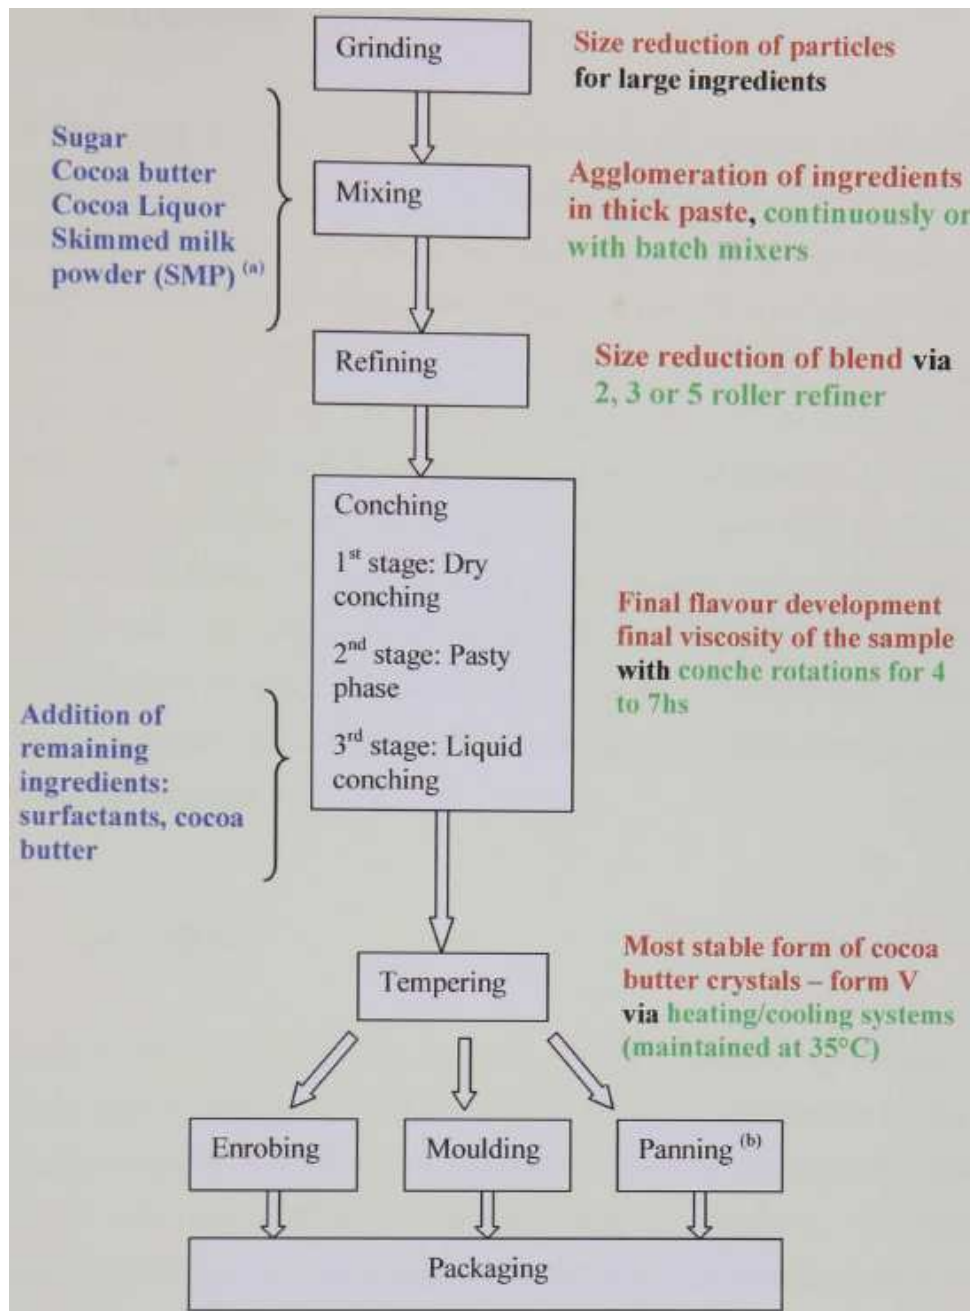 Grinding
Size reduction of particles
for large ingredients
Sugar
Cocoa butter
Cocoa Liquor
Skimmed milk
powder (SMP) (a)
Mixing
Agglomeration of ingredients
in thick paste, continuously or
with batch mixers
Refining
Size reduction of blend via
2, 3 or 5 roller refiner
Conching
1st stage: Dry
conching
2nd stage: Pasty
phase
3rd stage: Liquid
conching
Final flavour development
final viscosity of the sample
with conche rotations for 4
to 7hs
Addition of
remaining
ingredients:
surfactants, cocoa
butter
Tempering
Most stable form of cocoa
butter crystals – form V
via heating/cooling systems
(maintained at 35°C)
Enrobing
Moulding
Panning (b)
Packaging